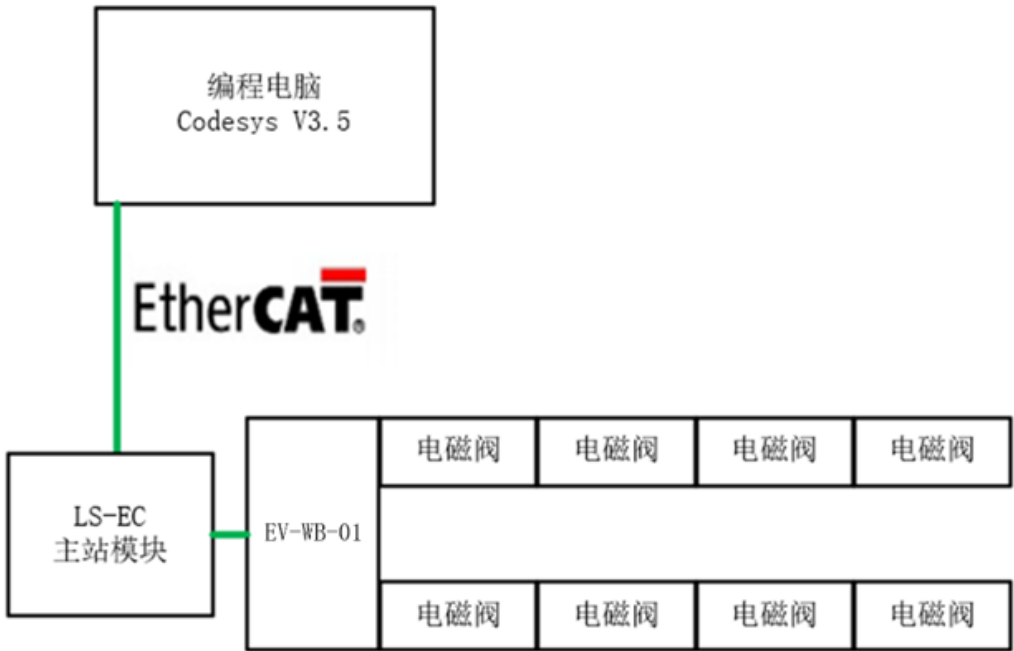 编程电脑
Codesys V3.5
EtherCAT®
电磁阀 电磁阀 电磁阀 电磁阀
LS-EC
主站模块
EV-WB-01
电磁阀 电磁阀 电磁阀 电磁阀